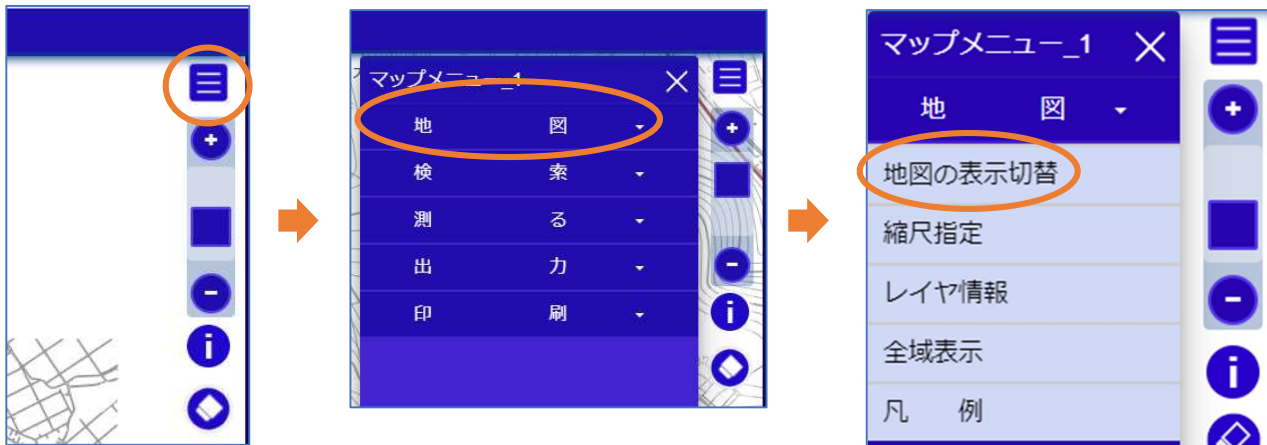 マップメニュー_1
地 図
検 索
測 る
出 力
印 刷
マップメニュー_1
地 図
地図の表示切替
縮尺指定
レイヤ情報
全域表示
凡 例